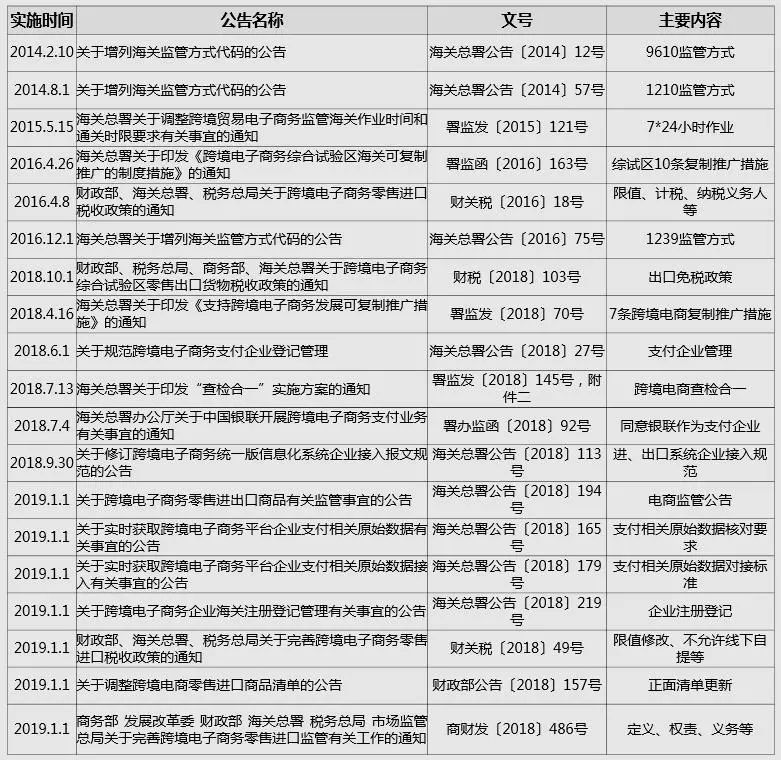 实施时间 公告名称 文号 主要内容
2014.2.10 关于增列海关监管方式代码的公告 海关总署公告〔2014〕12号 9610监管方式
2014.8.1 关于增列海关监管方式代码的公告 海关总署公告〔2014〕57号 1210监管方式
2015.5.15 海关总署关于调整跨境贸易电子商务监管海关作业时间和 署监发〔2015〕121号 7*24小时作业
通关时限要求有关事宜的通知
2016.4.26 海关总署关于印发《跨境电子商务综合试验区海关可复制 署监函〔2016〕163号 综试区10条复制推广措施
推广的制度措施》的通知
2016.4.8 财政部、海关总署、税务总局关于跨境电子商务零售进口 财关税〔2016〕18号 限值、计税、纳税义务人
税收政策的通知 等
2016.12.1 海关总署关于增列海关监管方式代码的公告 海关总署公告〔2016〕75号 1239监管方式
2018.10.1 财政部、税务总局、商务部、海关总署关于跨境电子商务 财税〔2018〕103号 出口免税政策
综合试验区零售出口货物税收政策的通知
2018.4.16 海关总署关于印发《支持跨境电子商务发展可复制推广措 署监发〔2018〕70号 7条跨境电商复制推广措施
施》的通知
2018.6.1 关于规范跨境电子商务支付企业登记管理 海关总署公告〔2018〕27号 支付企业管理
2018.7.13 海关总署关于印发“查检合一”实施方案的通知 署监发〔2018〕145号，附 跨境电商查检合一
件二
2018.7.4 海关总署办公厅关于中国银联开展跨境电子商务支付业务 署办监函〔2018〕92号 同意银联作为支付企业
有关事宜的通知
2018.9.30 关于修订跨境电子商务统一版信息化系统企业接入报文规 海关总署公告〔2018〕113 进、出口系统企业接入规
范的公告 号 范
2019.1.1 关于跨境电子商务零售进出口商品有关监管事宜的公告 海关总署公告〔2018〕194 电商监管公告
号
2019.1.1 关于实时获取跨境电子商务平台企业支付相关原始数据有 海关总署公告〔2018〕165 支付相关原始数据核对要
关事宜的公告 号 求
2019.1.1 关于实时获取跨境电子商务平台企业支付相关原始数据接 海关总署公告〔2018〕179 支付相关原始数据对接标
入有关事宜的公告 号 准
2019.1.1 关于跨境电子商务企业海关注册登记管理有关事宜的公告 海关总署公告〔2018〕219 企业注册登记
号
2019.1.1 财政部、海关总署、税务总局关于完善跨境电子商务零售 财关税〔2018〕49号 限值修改、不允许线下自
进口税收政策的通知 提等
2019.1.1 关于调整跨境电商零售进口商品清单的公告 财政部公告〔2018〕157号 正面清单更新
2019.1.1 商务部 发展改革委 财政部 海关总署 税务总局 市场监管 商财发〔2018〕486号 定义、权责、义务等
总局关于完善跨境电子商务零售进口监管有关工作的通知